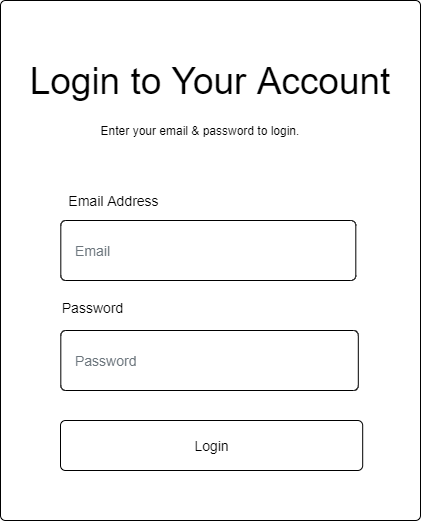 Login to Your Account
Enter your email & password to login.
Email Address
Email
Password
Password
Login